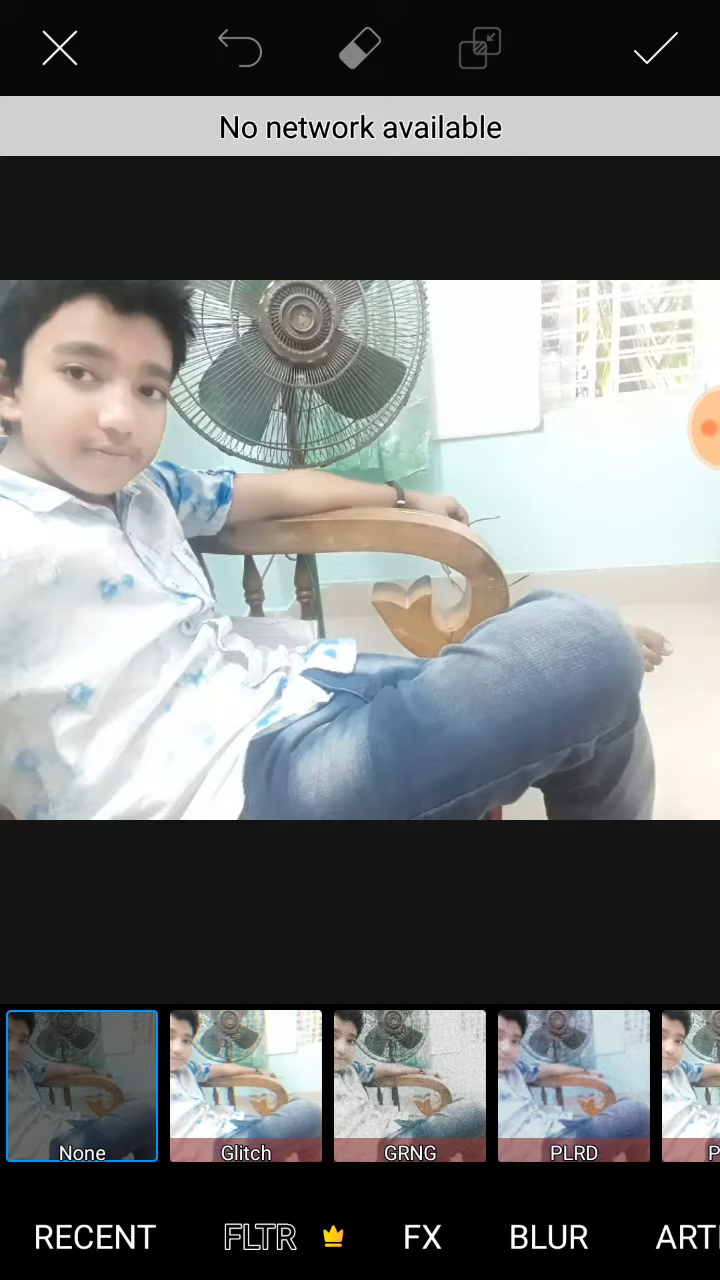 No network available
None
Glitch
GRNG
PLRD
P
RECENT
FLTR
FX
BLUR
ARTI